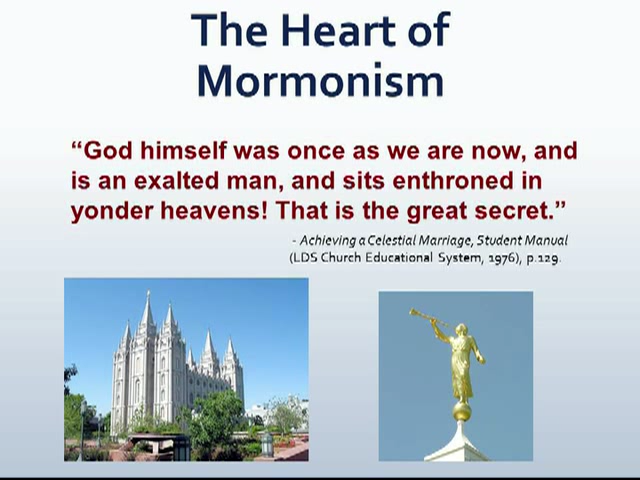 The Heart of
Mormonism
“God himself was once as we are now, and
is an exalted man, and sits enthroned in
yonder heavens! That is the great secret.”
- Achieving a Celestial Marriage, Student Manual
(LDS Church Educational System, 1976), p.129.